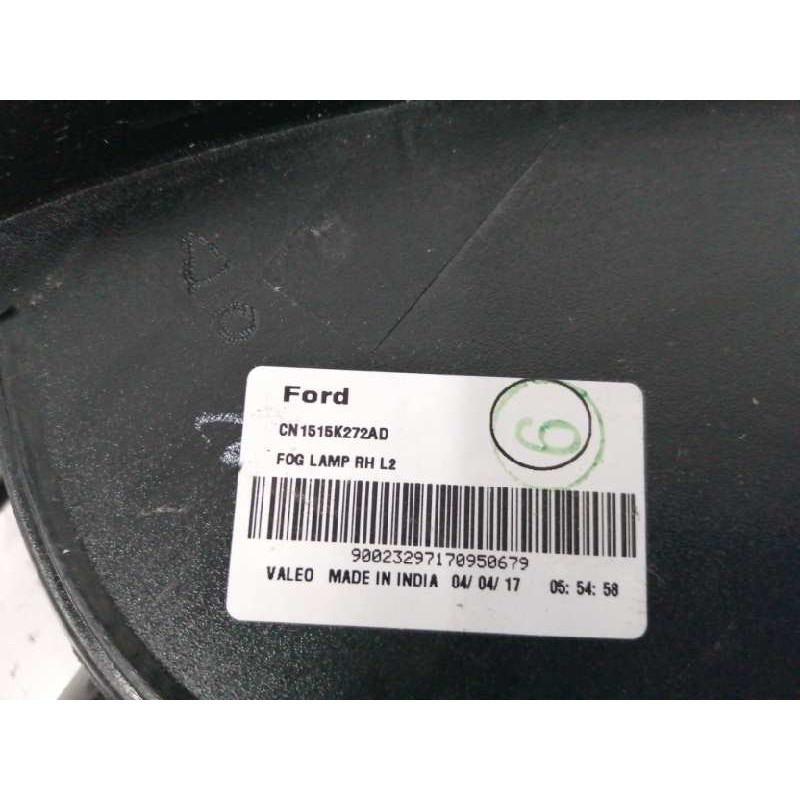 Ford
CN1515K272AD
FOG LAMP RH L2
6
90023297170950679
VALEO MADE IN INDIA 04/04/17 05:54:58